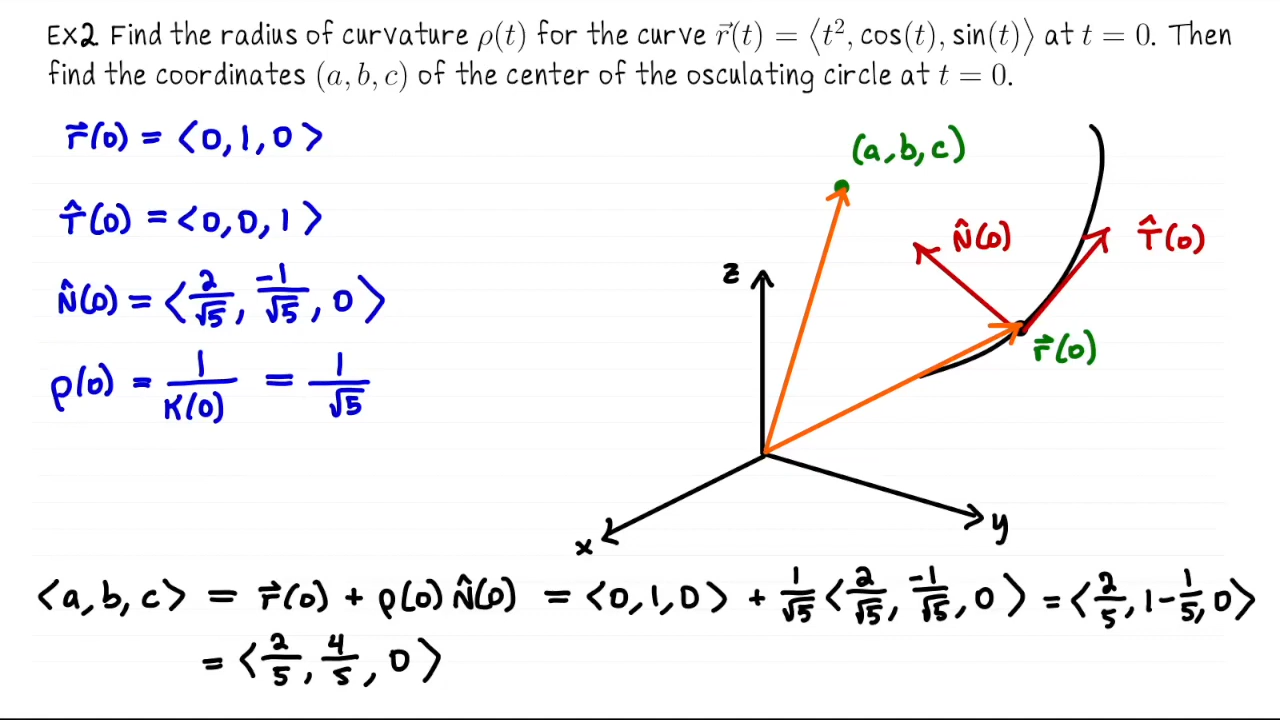 Ex2. Find the radius of curvature ρ(t) for the curve r⃗(t) = ⟨t², cos(t), sin(t)⟩ at t = 0. Then
find the coordinates (a, b, c) of the center of the osculating circle at t = 0.
r⃗(0) = <0, 1, 0>
T̂(0) = <0, 0, 1>
N̂(0) = <2/√5, -1/√5, 0>
ρ(0) = 1/K(0) = 1/√5
(a, b, c)
N̂(0)
T̂(0)
z
r⃗(0)
y
x
<a, b, c> = r⃗(0) + ρ(0) N̂(0) = <0, 1, 0> + 1/√5 <2/√5, -1/√5, 0> = <2/5, 1-1/5, 0>
= <2/5, 4/5, 0>